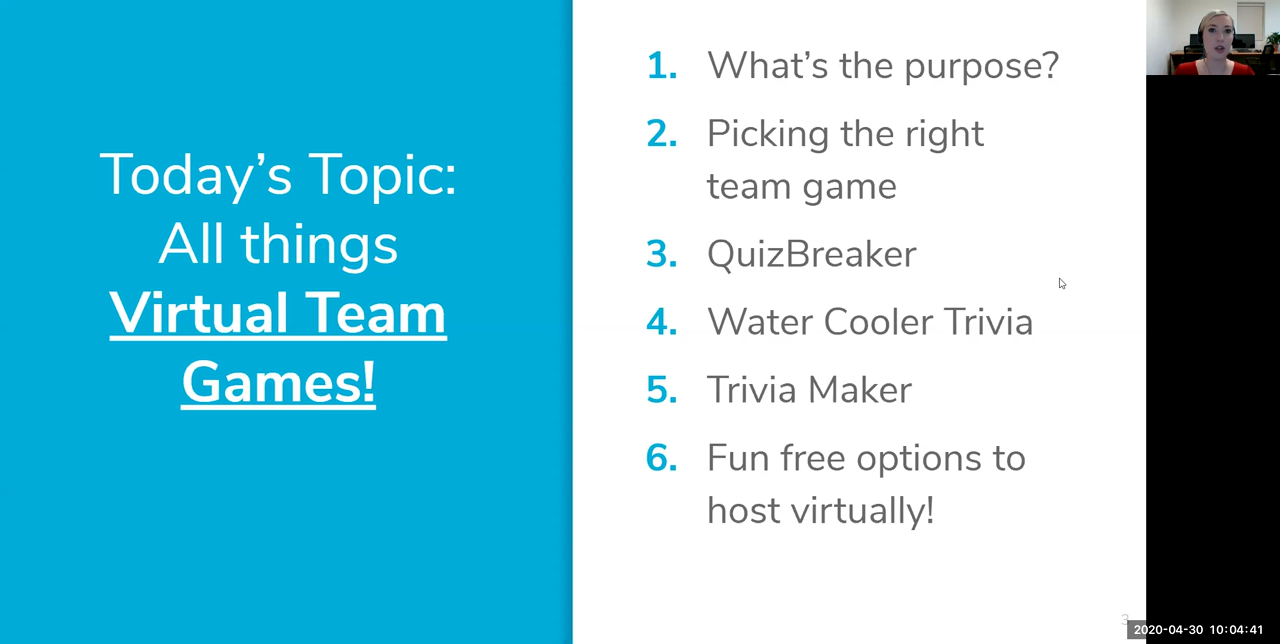 Today’s Topic:
All things
Virtual Team
Games!
1. What’s the purpose?
2. Picking the right
team game
3. QuizBreaker
4. Water Cooler Trivia
5. Trivia Maker
6. Fun free options to
host virtually!
3
2020-04-30 10:04:41